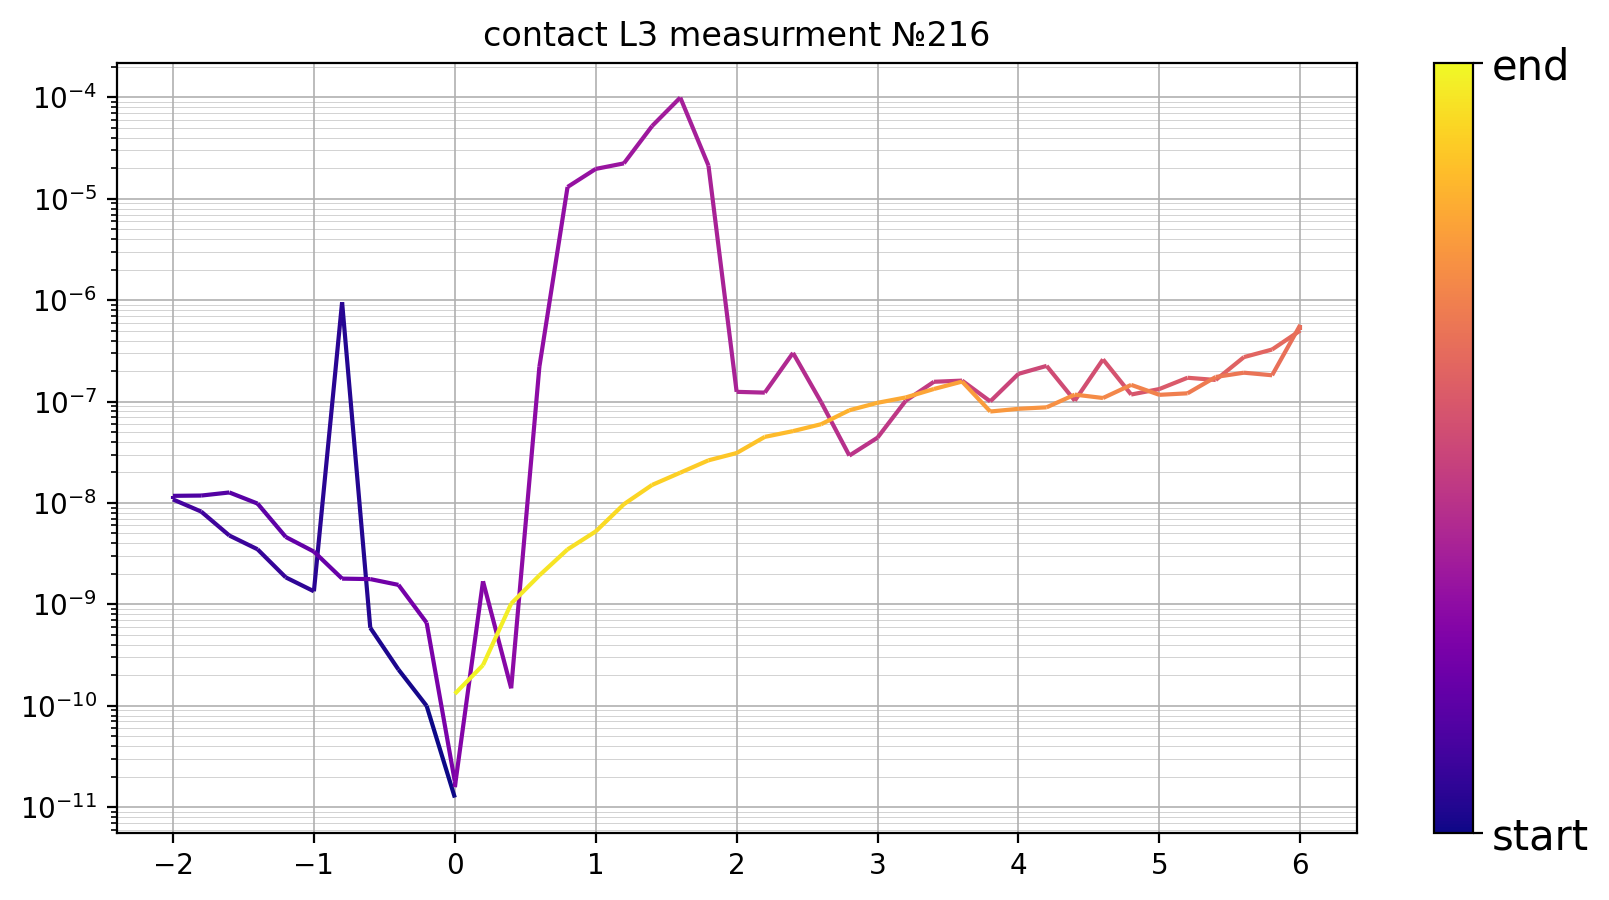 contact L3 measurment №216
10⁻⁴
10⁻⁵
10⁻⁶
10⁻⁷
10⁻⁸
10⁻⁹
10⁻¹⁰
10⁻¹¹
−2 −1 0 1 2 3 4 5 6
end
start